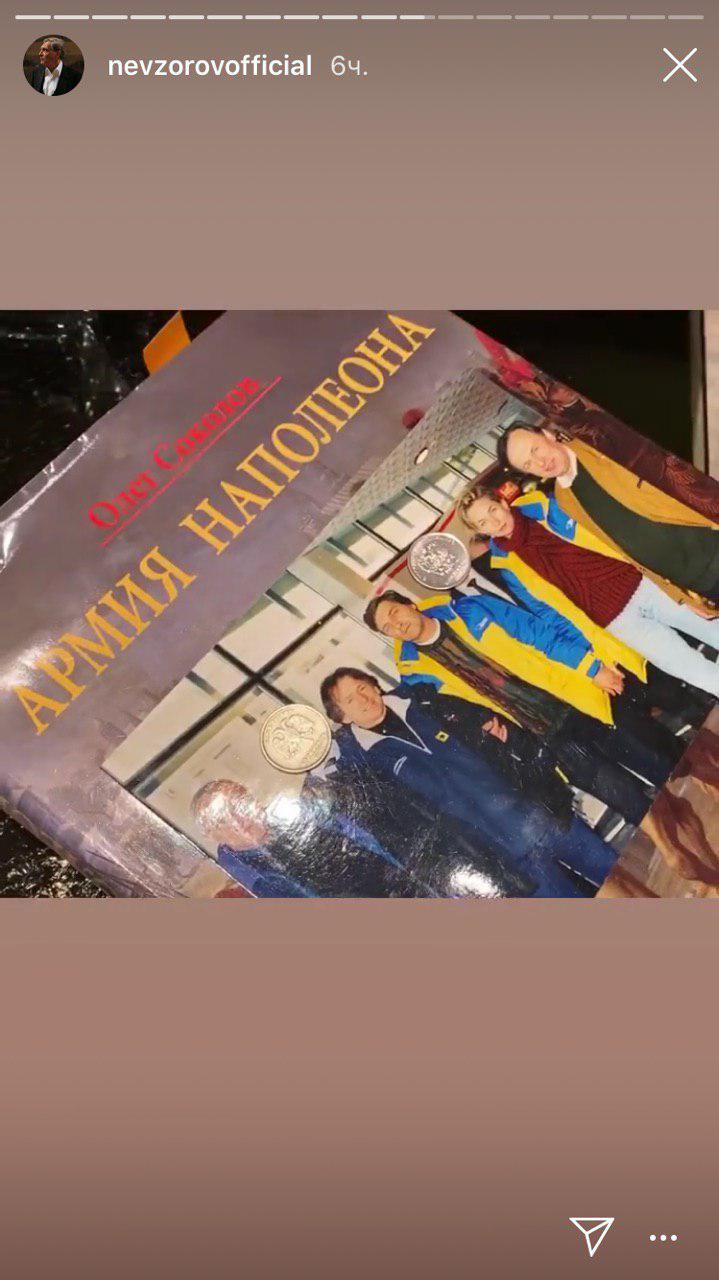 nevzorovofficial 6ч.
Олег Соколов
АРМИЯ НАПОЛЕОНА